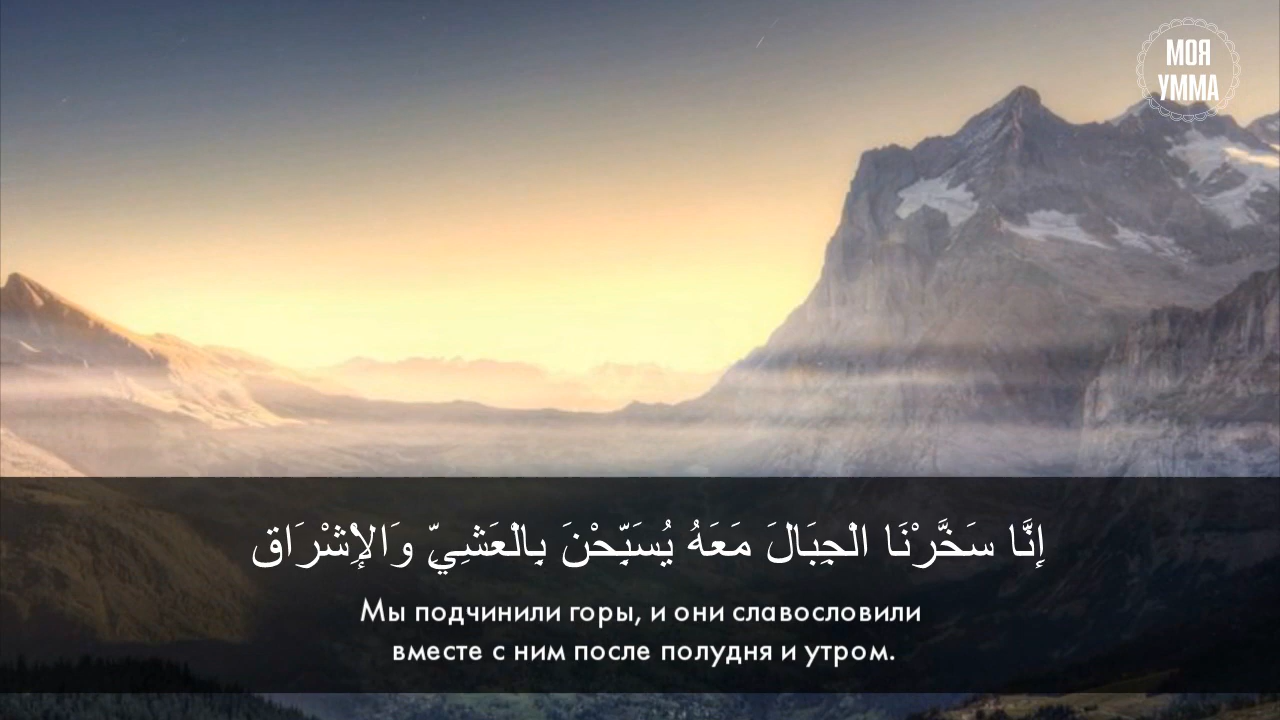 МОЯ
УММА
إِنَّا سَخَّرْنَا الْجِبَالَ مَعَهُ يُسَبِّحْنَ بِالْعَشِيِّ وَالْإِشْرَاقِ
Мы подчинили горы, и они славословили
вместе с ним после полудня и утром.